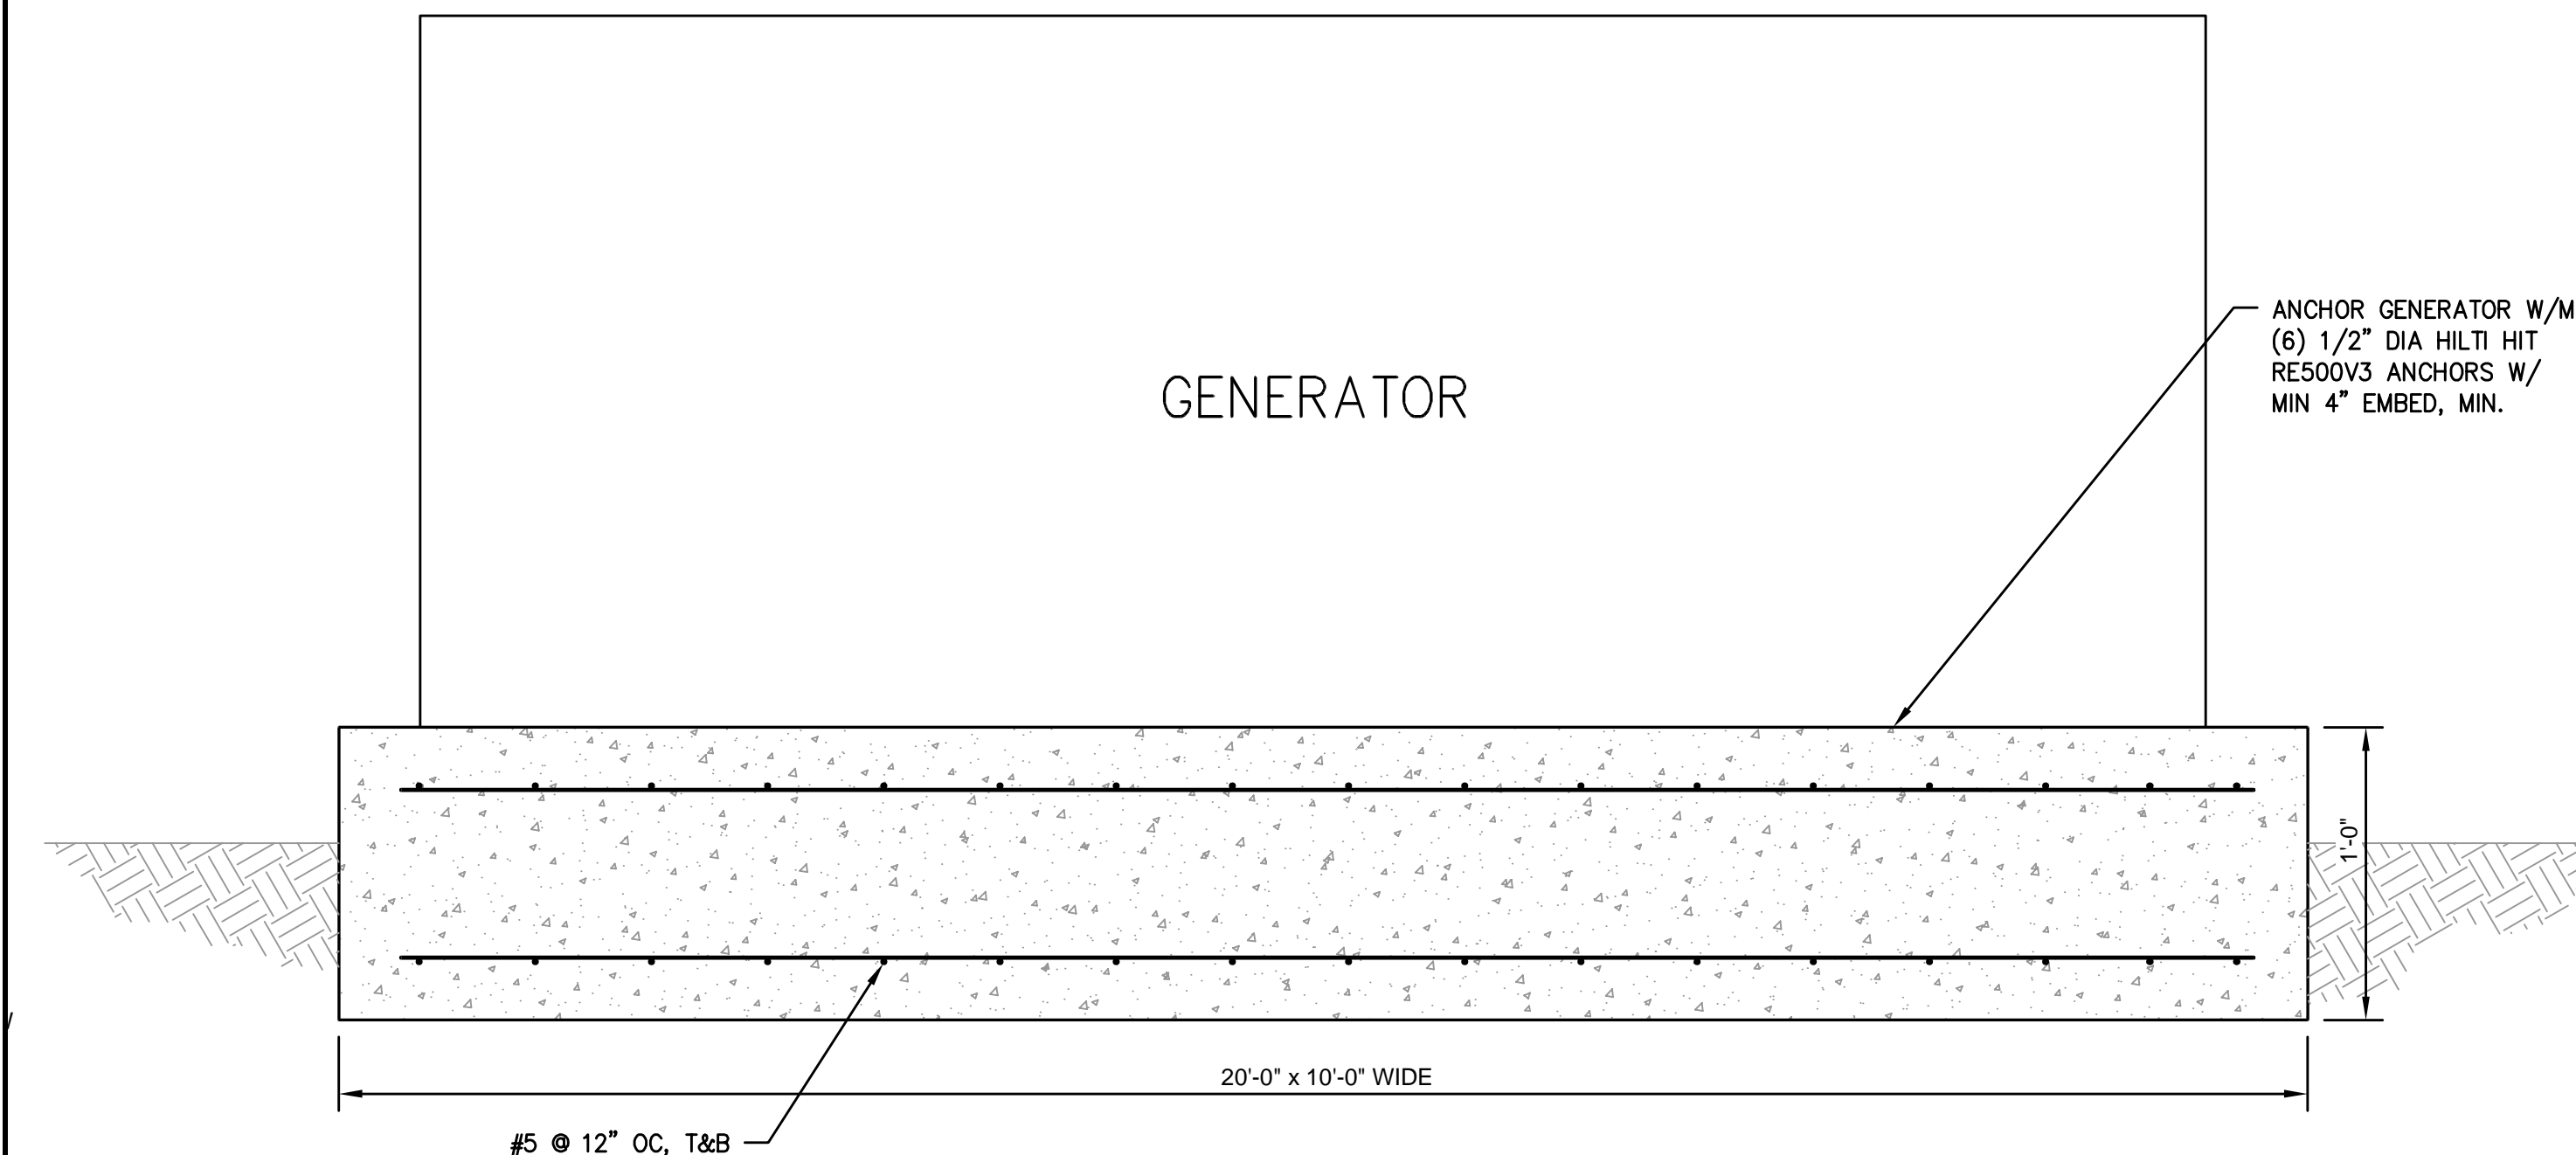 ANCHOR GENERATOR W/M
(6) 1/2" DIA HILTI HIT
RE500V3 ANCHORS W/
MIN 4" EMBED, MIN.
GENERATOR
1'-0"
20'-0" x 10'-0" WIDE
#5 @ 12" OC, T&B